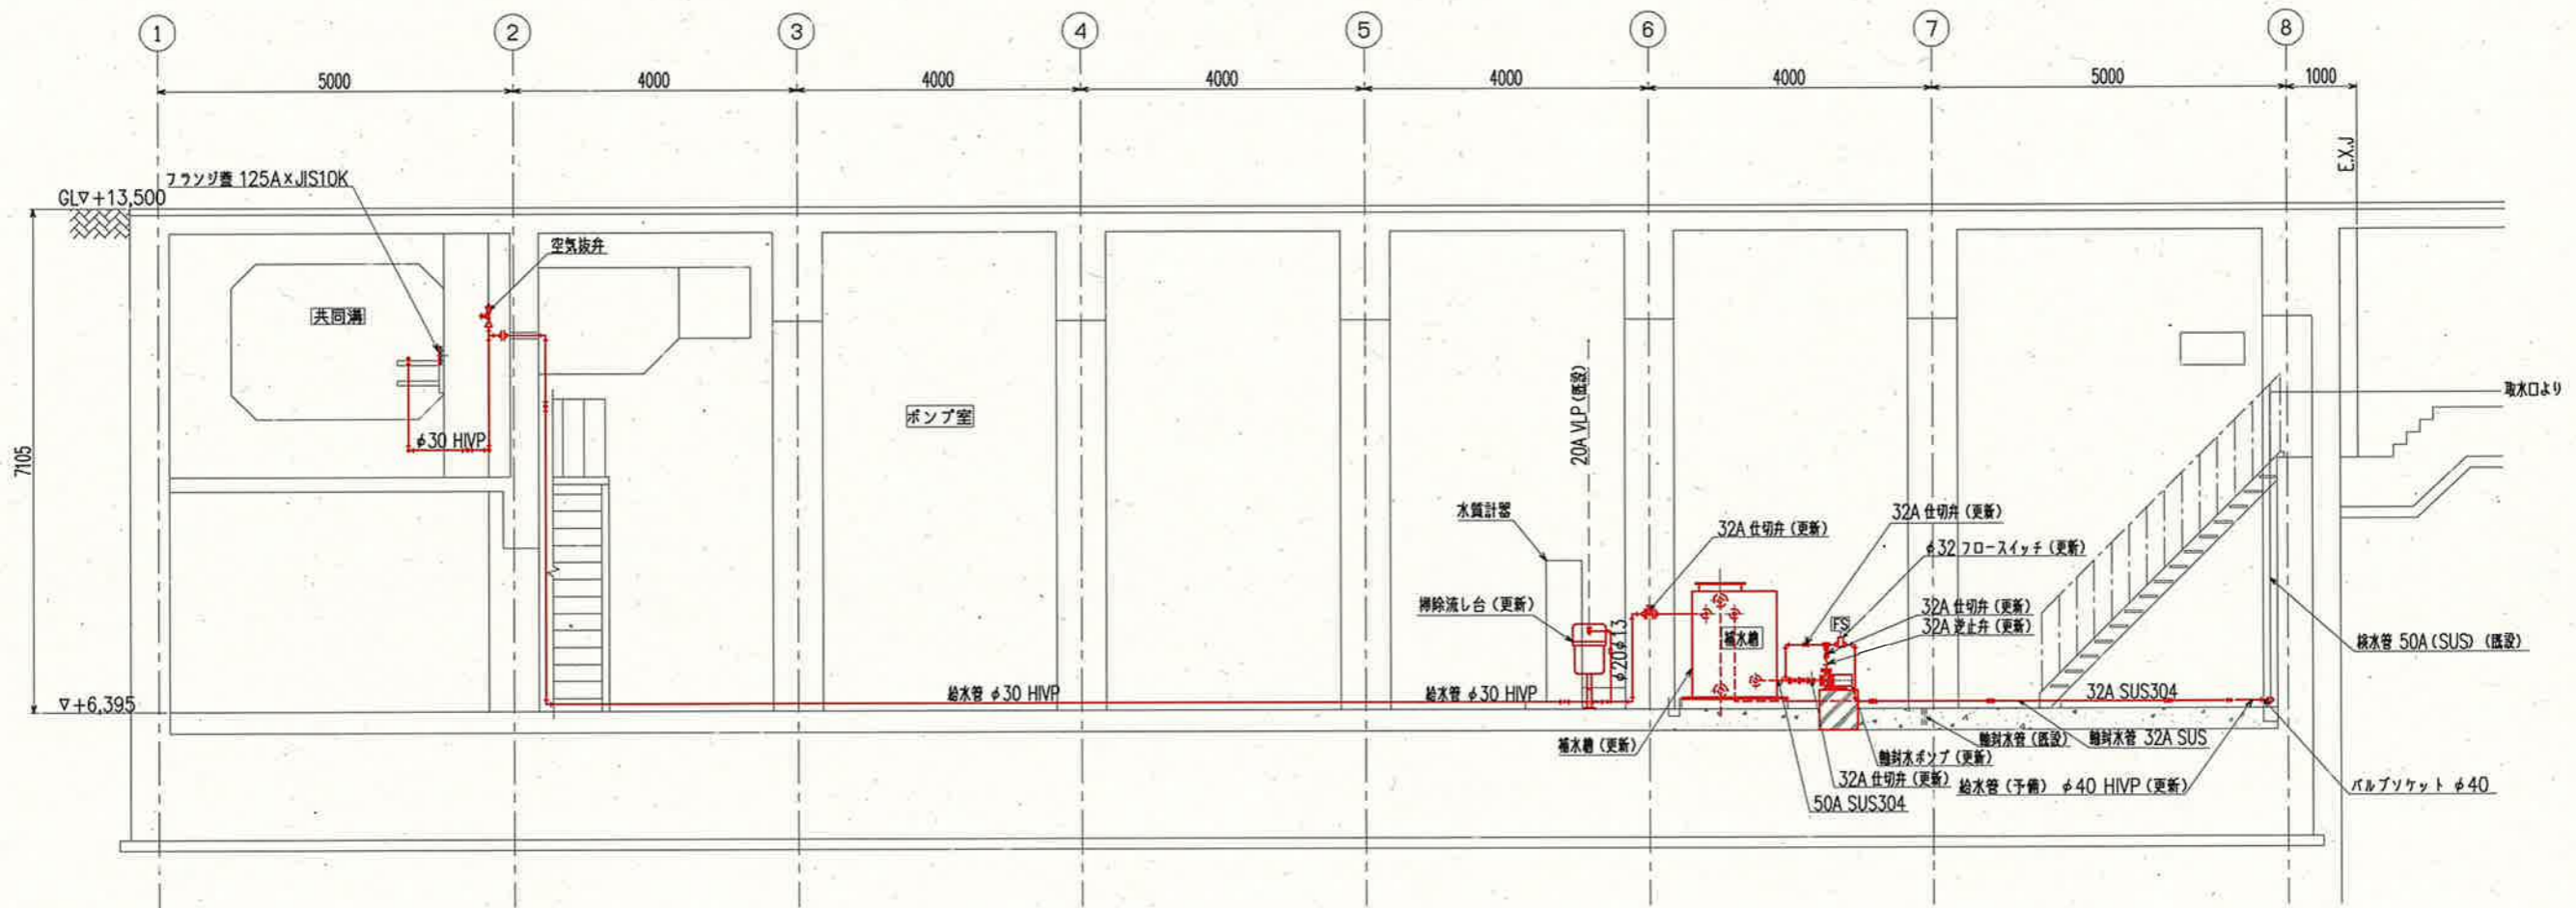 1
2
3
4
5
6
7
8
5000
4000
4000
4000
4000
4000
5000
1000
E.X.J
フランジ蓋 125A×JIS10K
GL▽+13,500
空気抜弁
共同溝
φ30 HIVP
ポンプ室
7105
20A VLP (既設)
取水口より
水質計器
32A 仕切弁 (更新)
32A 仕切弁 (更新)
φ32 フロースイッチ (更新)
掃除流し台 (更新)
φ20
φ13
補水槽
FS
32A 仕切弁 (更新)
32A 逆止弁 (更新)
検水管 50A (SUS) (既設)
▽+6,395
給水管 φ30 HIVP
給水管 φ30 HIVP
32A SUS304
補水槽 (更新)
軸封水管 (既設)
軸封水管 32A SUS
軸封水ポンプ (更新)
32A 仕切弁 (更新)
給水管 (予備) φ40 HIVP (更新)
バルブソケット φ40
50A SUS304